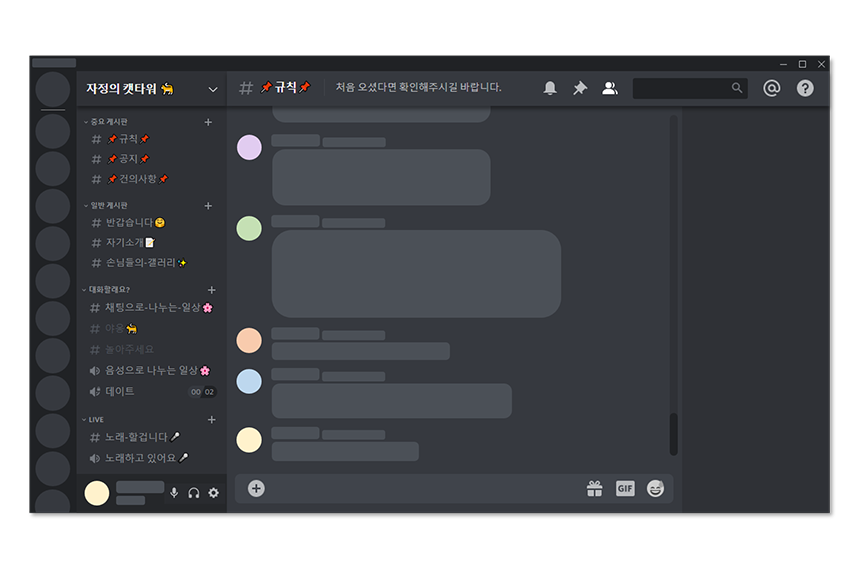 자정의 캣타워 🐈
# 📌규칙📌 처음 오셨다면 확인해주시길 바랍니다.
중요 게시판
# 📌규칙📌
# 📌공지📌
# 📌건의사항📌
일반 게시판
# 반갑습니다🤗
# 자기소개📝
# 손님들의-갤러리✨
대화할래요?
# 채팅으로-나누는-일상🌸
# 야옹🐈
# 놀아주세요
음성으로 나누는 일상🌸
데이트 00 02
LIVE
# 노래-할겁니다🎤
노래하고 있어요🎤
GIF